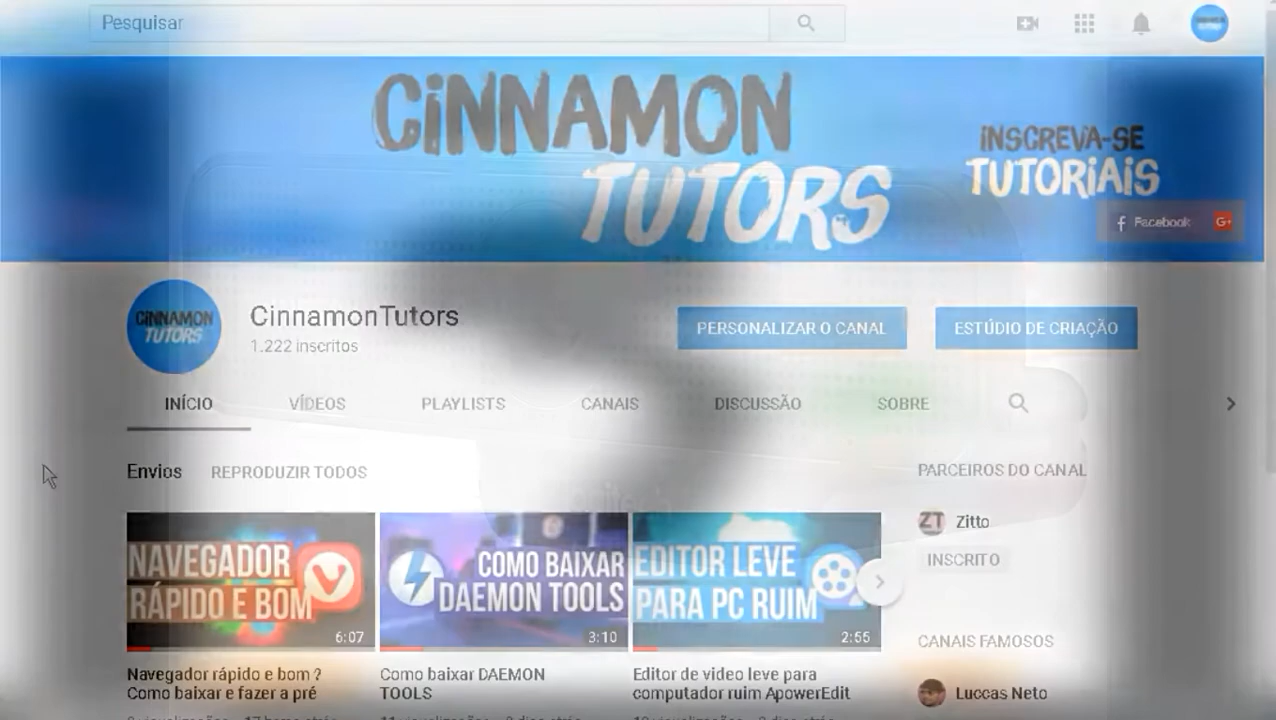 Pesquisar
CINNAMON
TUTORS
INSCREVA-SE
TUTORIAIS
Facebook
G+
CINNAMON
TUTORS
CinnamonTutors
1.222 inscritos
PERSONALIZAR O CANAL
ESTÚDIO DE CRIAÇÃO
INÍCIO VÍDEOS PLAYLISTS CANAIS DISCUSSÃO SOBRE
Envios REPRODUZIR TODOS
PARCEIROS DO CANAL
ZT Zitto
INSCRITO
NAVEGADOR
RÁPIDO E BOM
6:07
COMO BAIXAR
DAEMON TOOLS
3:10
EDITOR LEVE
PARA PC RUIM
2:55
CANAIS FAMOSOS
Luccas Neto
Navegador rápido e bom ?
Como baixar e fazer a pré
Como baixar DAEMON
TOOLS
Editor de video leve para
computador ruim ApowerEdit